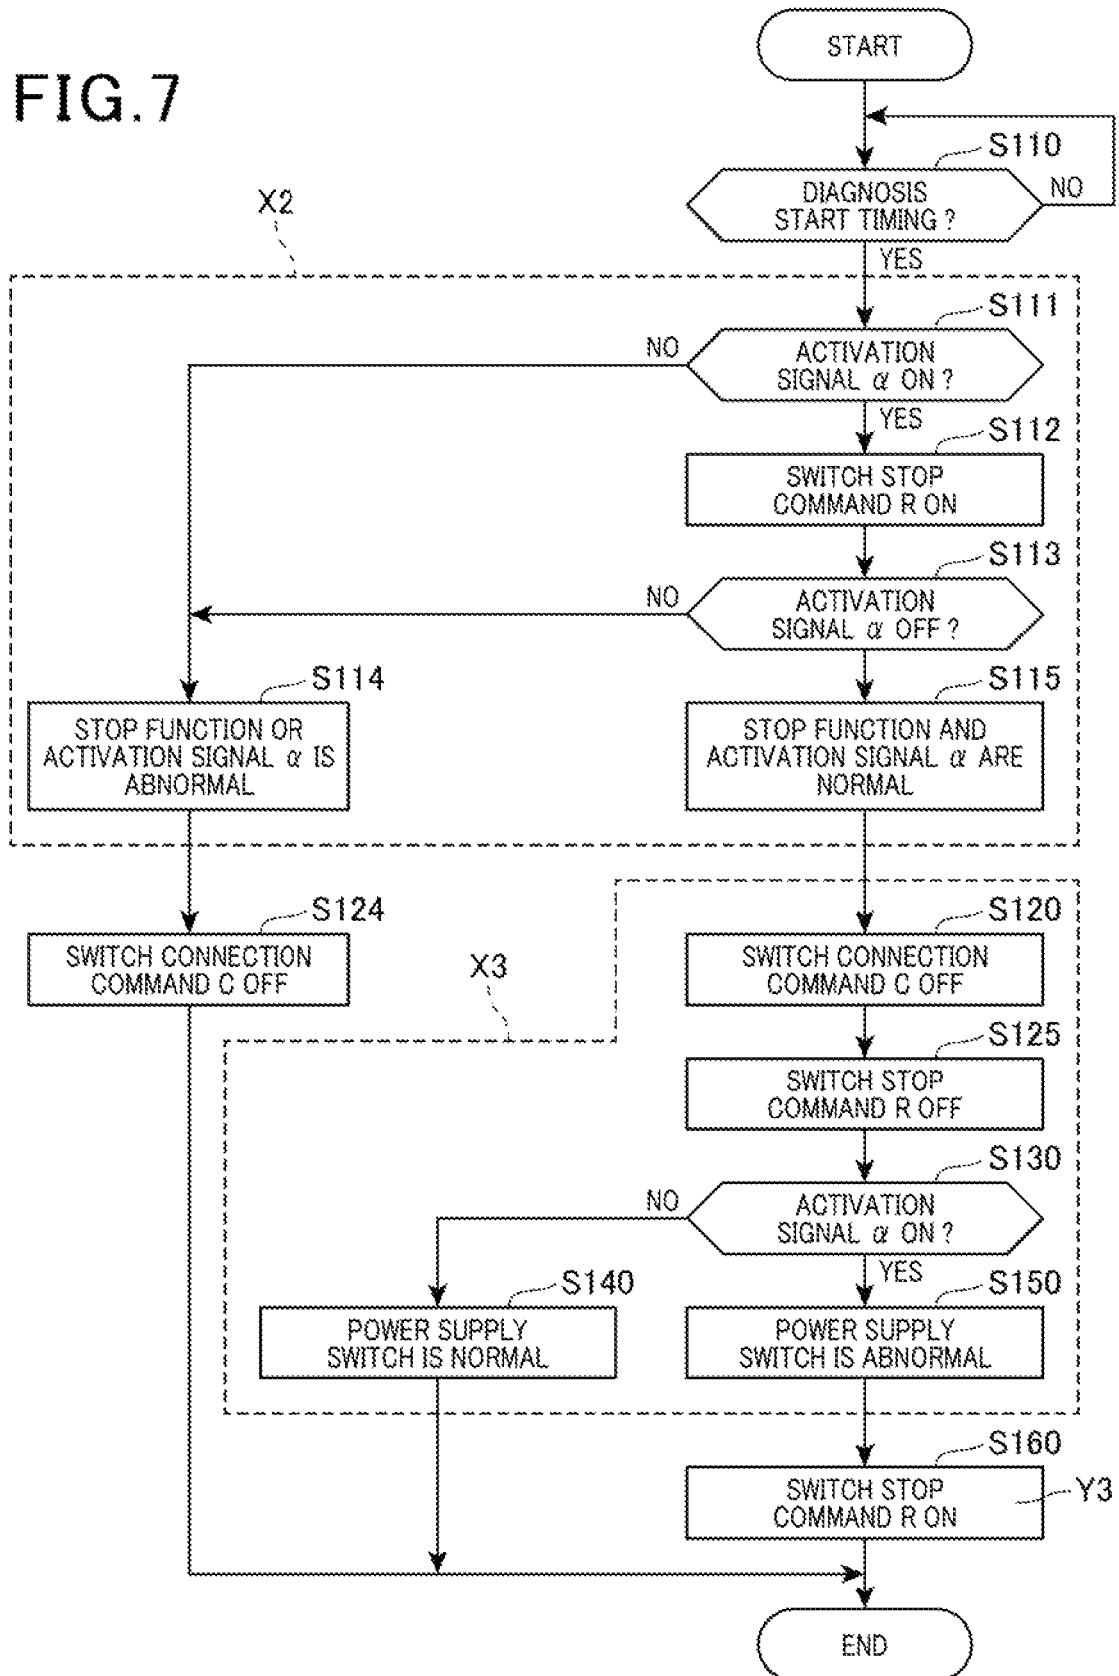 START
FIG.7
S110
DIAGNOSIS
START TIMING ?
NO
X2
YES
S111
NO
ACTIVATION
SIGNAL α ON ?
YES
S112
SWITCH STOP
COMMAND R ON
S113
NO
ACTIVATION
SIGNAL α OFF ?
S114
STOP FUNCTION OR
ACTIVATION SIGNAL α IS
ABNORMAL
S115
STOP FUNCTION AND
ACTIVATION SIGNAL α ARE
NORMAL
S124
SWITCH CONNECTION
COMMAND C OFF
S120
SWITCH CONNECTION
COMMAND C OFF
X3
S125
SWITCH STOP
COMMAND R OFF
S130
NO
ACTIVATION
SIGNAL α ON ?
YES
S140
POWER SUPPLY
SWITCH IS NORMAL
S150
POWER SUPPLY
SWITCH IS ABNORMAL
S160
SWITCH STOP
COMMAND R ON
Y3
END